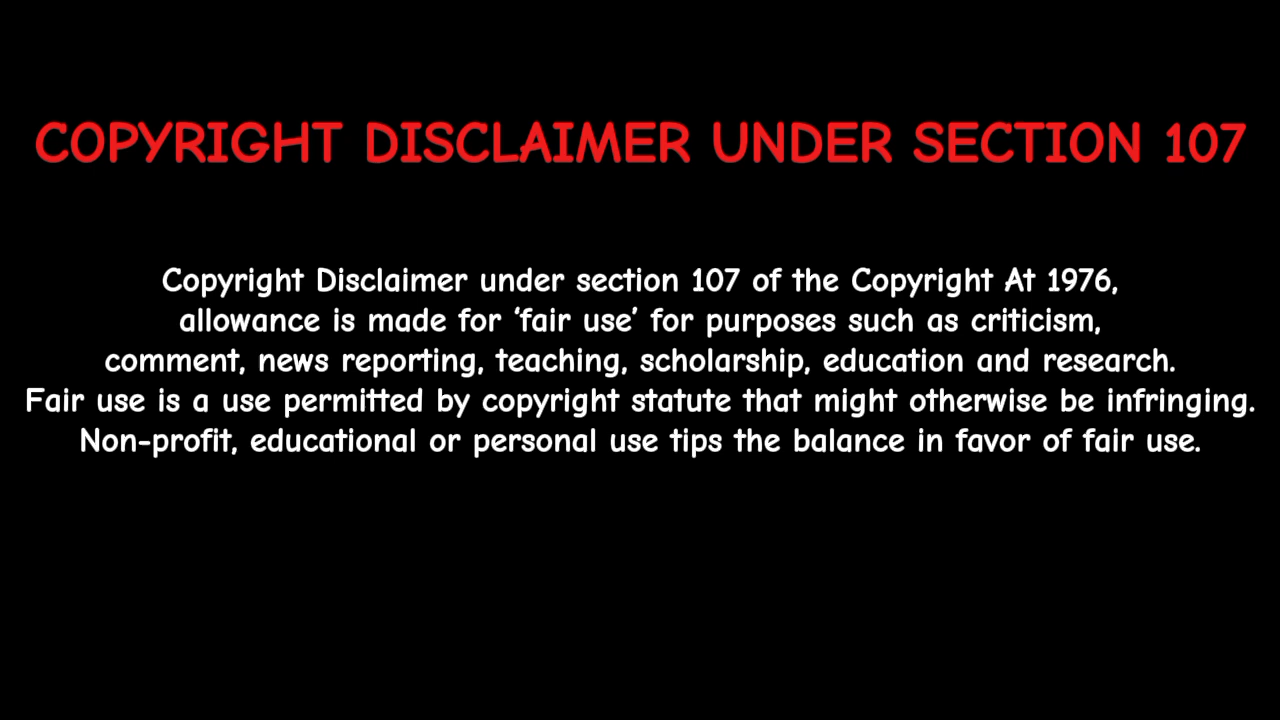 COPYRIGHT DISCLAIMER UNDER SECTION 107
Copyright Disclaimer under section 107 of the Copyright At 1976,
allowance is made for ‘fair use’ for purposes such as criticism,
comment, news reporting, teaching, scholarship, education and research.
Fair use is a use permitted by copyright statute that might otherwise be infringing.
Non-profit, educational or personal use tips the balance in favor of fair use.